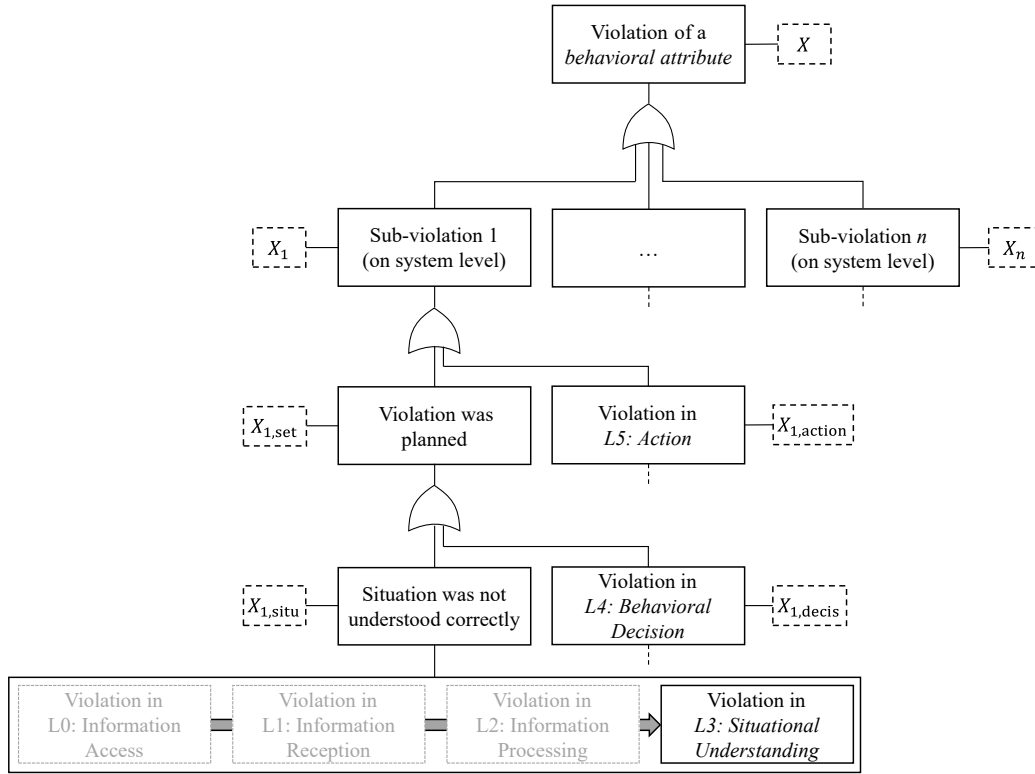 Violation of a
behavioral attribute
X
X₁
Sub-violation 1
(on system level)
…
Sub-violation n
(on system level)
Xₙ
X₁,set
Violation was
planned
Violation in
L5: Action
X₁,action
X₁,situ
Situation was not
understood correctly
Violation in
L4: Behavioral
Decision
X₁,decis
Violation in
L0: Information
Access
Violation in
L1: Information
Reception
Violation in
L2: Information
Processing
Violation in
L3: Situational
Understanding